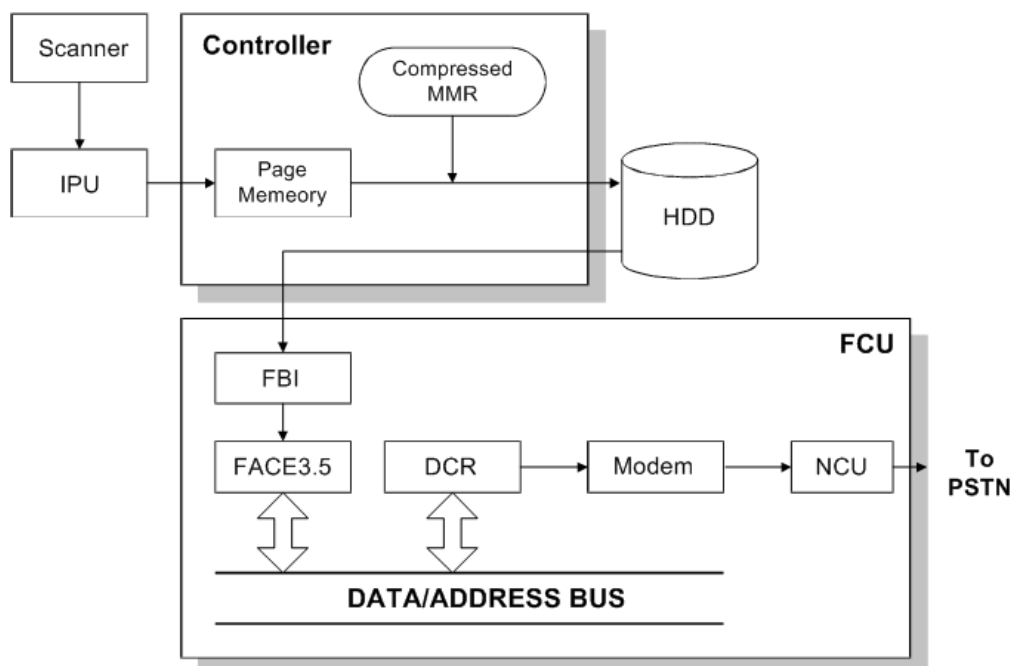 Scanner
Controller
Compressed
MMR
IPU
Page
Memeory
HDD
FCU
FBI
FACE3.5
DCR
Modem
NCU
To
PSTN
DATA/ADDRESS BUS